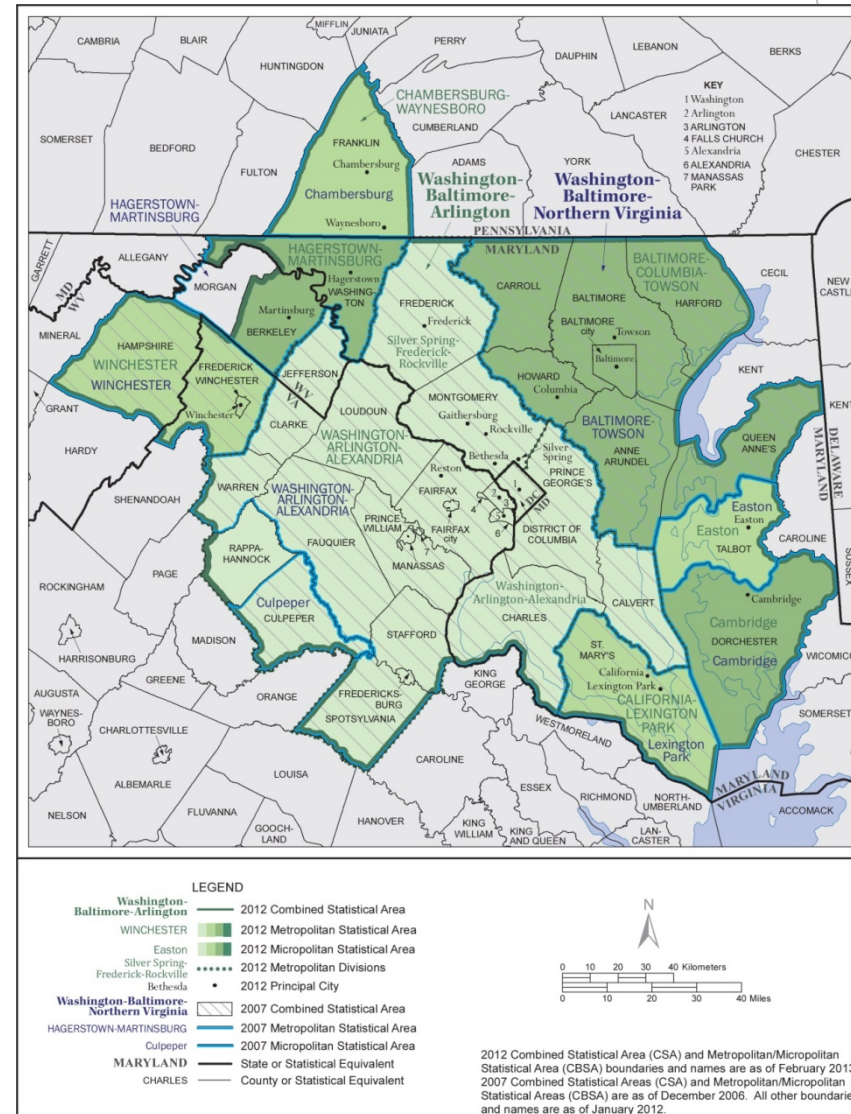 MIFFLIN
JUNIATA
PERRY
CAMBRIA
BLAIR
HUNTINGDON
DAUPHIN
LEBANON
BERKS
KEY
1 Washington
2 Arlington
3 ARLINGTON
4 FALLS CHURCH
5 Alexandria
6 ALEXANDRIA
7 MANASSAS
PARK
CHAMBERSBURG-
WAYNESBORO
CUMBERLAND
LANCASTER
CHESTER
SOMERSET
BEDFORD
FULTON
FRANKLIN
Chambersburg
Chambersburg
Waynesboro
ADAMS
YORK
HAGERSTOWN-
MARTINSBURG
Washington-
Baltimore-
Arlington
Washington-
Baltimore-
Northern Virginia
PENNSYLVANIA
MARYLAND
GARRETT
ALLEGANY
MD
WV
MORGAN
HAGERSTOWN-
MARTINSBURG
Hagerstown
WASHING-
TON
Martinsburg
BERKELEY
FREDERICK
Frederick
Silver Spring-
Frederick-
Rockville
CARROLL
BALTIMORE
BALTIMORE
city
Towson
Baltimore
BALTIMORE-
COLUMBIA-
TOWSON
HARFORD
CECIL
NEW
CASTL
MINERAL
HAMPSHIRE
WINCHESTER
WINCHESTER
FREDERICK
WINCHESTER
Winchester
JEFFERSON
WV
VA
CLARKE
LOUDOUN
MONTGOMERY
Gaithersburg
Rockville
Bethesda
Silver
Spring
HOWARD
Columbia
BALTIMORE-
TOWSON
ANNE
ARUNDEL
KENT
KENT
QUEEN
ANNE'S
DELAWARE
MARYLAND
GRANT
HARDY
SHENANDOAH
WARREN
WASHINGTON-
ARLINGTON-
ALEXANDRIA
WASHINGTON-
ARLINGTON-
ALEXANDRIA
Reston
FAIRFAX
FAIRFAX
city
1
2
3
4
5
6
7
DC
MD
PRINCE
GEORGE'S
DISTRICT OF
COLUMBIA
Easton
Easton
Easton
TALBOT
CAROLINE
SUSSEX
RAPPA-
HANNOCK
FAUQUIER
PRINCE
WILLIAM
MANASSAS
PAGE
ROCKINGHAM
HARRISONBURG
MADISON
Culpeper
CULPEPER
STAFFORD
Washington-
Arlington-Alexandria
CHARLES
CALVERT
Cambridge
Cambridge
DORCHESTER
Cambridge
WICOMICO
GREENE
ORANGE
FREDERICKS-
BURG
SPOTSYLVANIA
KING
GEORGE
ST.
MARY'S
California
Lexington Park
CALIFORNIA-
LEXINGTON
PARK
Lexington
Park
SOMERSET
AUGUSTA
WAYNES-
BORO
CHARLOTTESVILLE
ALBEMARLE
LOUISA
CAROLINE
WESTMORELAND
ESSEX
RICHMOND
NORTH-
UMBERLAND
MARYLAND
VIRGINIA
ACCOMACK
NELSON
FLUVANNA
GOOCH-
LAND
HANOVER
KING
WILLIAM
KING
AND QUEEN
LAN-
CASTER
LEGEND
Washington-
Baltimore-Arlington 2012 Combined Statistical Area
WINCHESTER 2012 Metropolitan Statistical Area
Easton 2012 Micropolitan Statistical Area
Silver Spring-
Frederick-Rockville 2012 Metropolitan Divisions
Bethesda 2012 Principal City
Washington-Baltimore-
Northern Virginia 2007 Combined Statistical Area
HAGERSTOWN-MARTINSBURG 2007 Metropolitan Statistical Area
Culpeper 2007 Micropolitan Statistical Area
MARYLAND State or Statistical Equivalent
CHARLES County or Statistical Equivalent
N
0 10 20 30 40 Kilometers
0 10 20 30 40 Miles
2012 Combined Statistical Area (CSA) and Metropolitan/Micropolitan
Statistical Area (CBSA) boundaries and names are as of February 2013
2007 Combined Statistical Areas (CSA) and Metropolitan/Micropolitan
Statistical Areas (CBSA) are as of December 2006. All other boundarie
and names are as of January 2012.